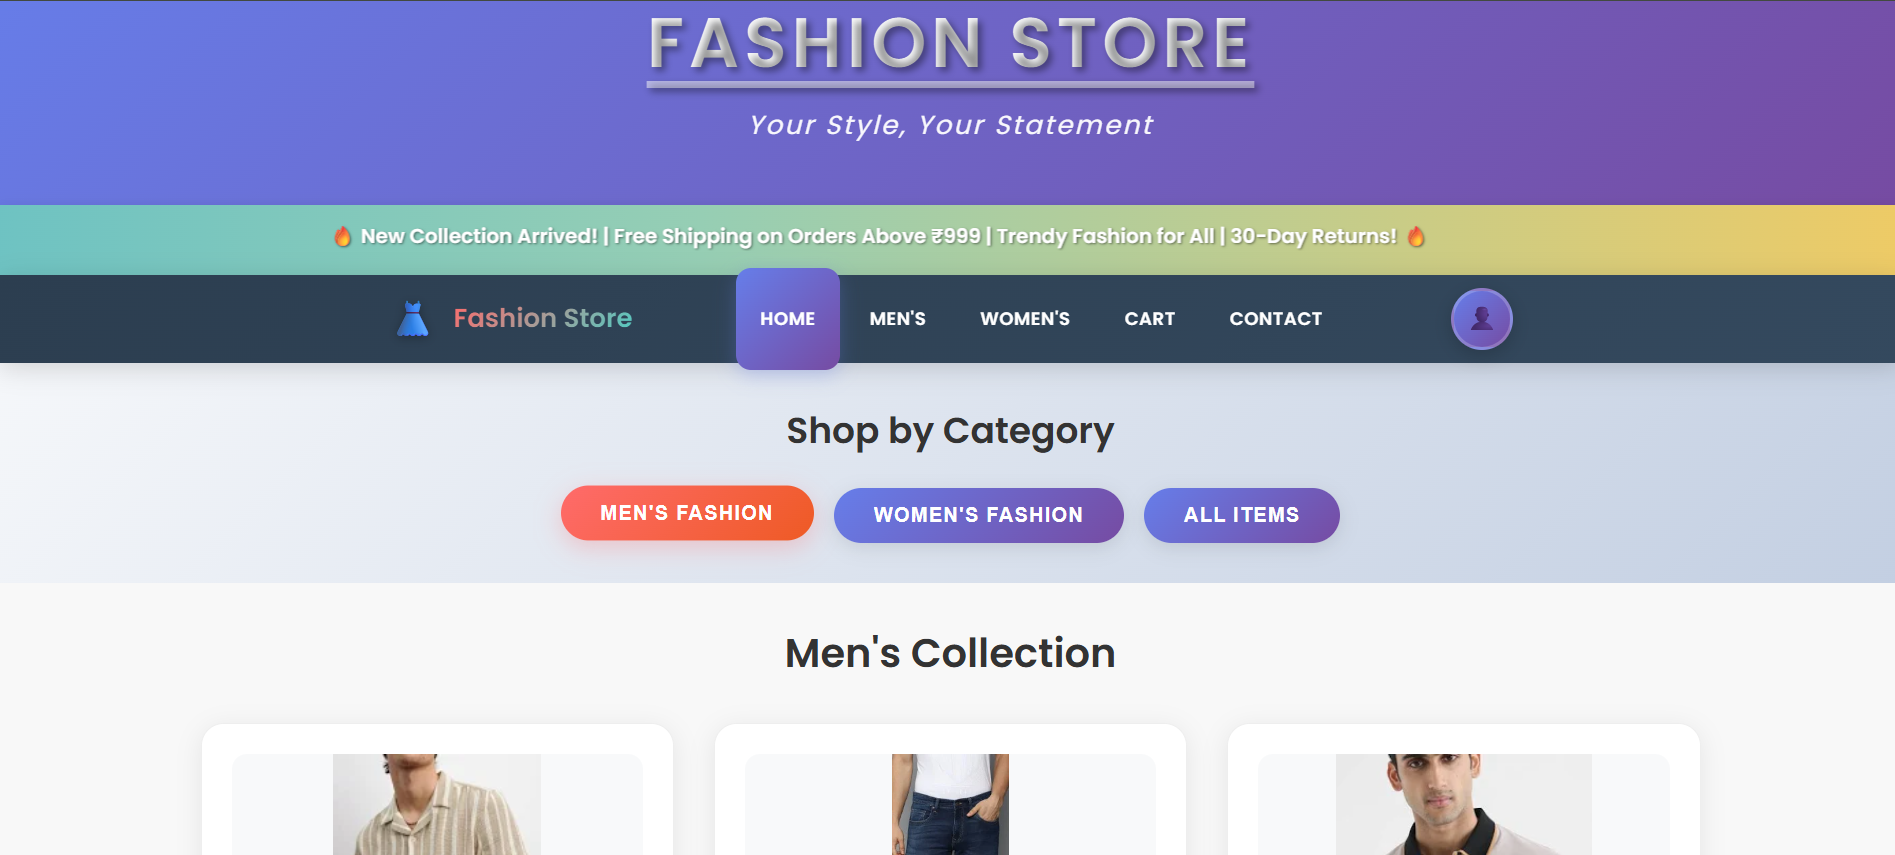 FASHION STORE
Your Style, Your Statement
🔥 New Collection Arrived! | Free Shipping on Orders Above ₹999 | Trendy Fashion for All | 30-Day Returns! 🔥
Fashion Store HOME MEN'S WOMEN'S CART CONTACT
Shop by Category
MEN'S FASHION WOMEN'S FASHION ALL ITEMS
Men's Collection